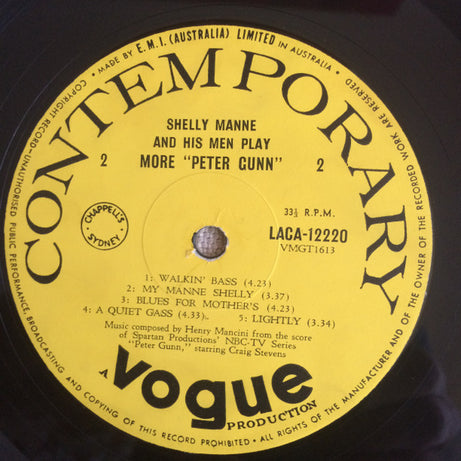 • MADE BY E.M.I. (AUSTRALIA) LIMITED IN AUSTRALIA •
CONTEMPORARY
SHELLY MANNE
AND HIS MEN PLAY
2 MORE "PETER GUNN" 2
CHAPPELL'S
SYDNEY
33⅓ R.P.M.
LACA-12220
VMGT1613
1: WALKIN' BASS (4.23)
2: MY MANNE SHELLY (3.37)
3: BLUES FOR MOTHER'S (4.23)
4: A QUIET GASS (4.33). 5: LIGHTLY (3.34)
Music composed by Henry Mancini from the score
of Spartan Productions' NBC-TV Series
"Peter Gunn," starring Craig Stevens
A vogue
PRODUCTION
COPYRIGHT RECORD—UNAUTHORISED PUBLIC PERFORMANCE, BROADCASTING AND COPYING OF THIS RECORD PROHIBITED • ALL RIGHTS OF THE MANUFACTURER AND OF THE OWNER OF THE RECORDED WORK ARE RESERVED